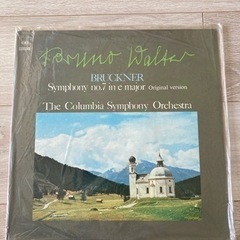 Bruno Walter
BRUCKNER
Symphony no.7 in e major Original version
The Columbia Symphony Orchestra